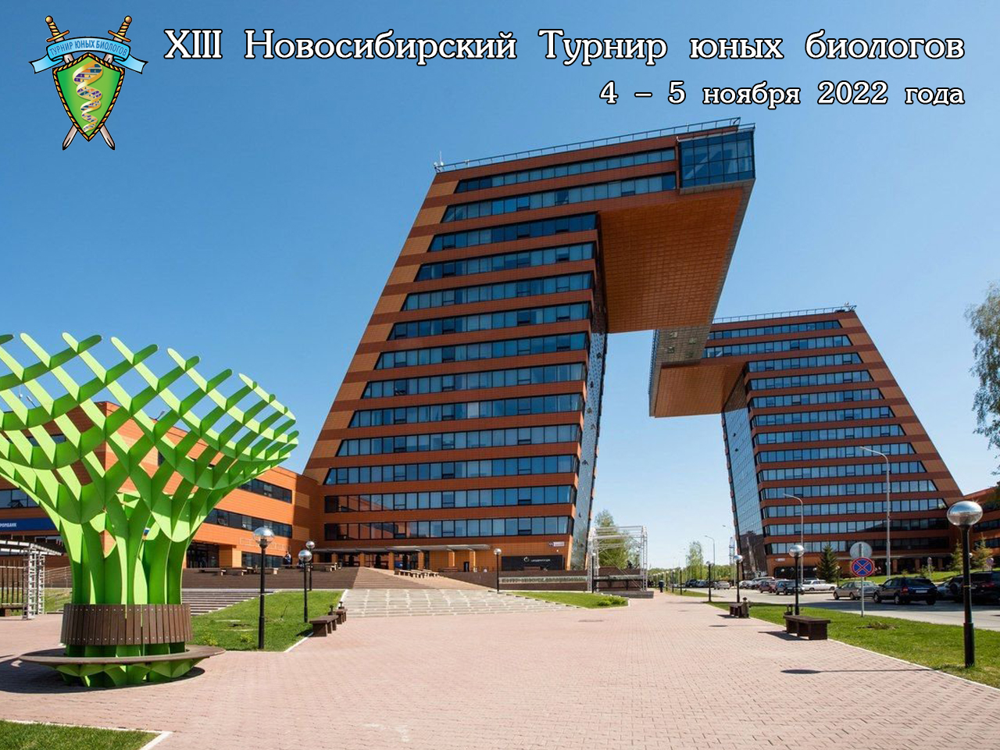 XIII Новосибирский Турнир юных биологов
4 – 5 ноября 2022 года
ТУРНИР ЮНЫХ БИОЛОГОВ